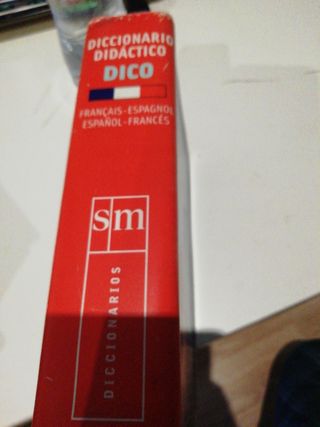 DICCIONARIO
DIDÁCTICO
DICO
FRANÇAIS-ESPAGNOL
ESPAÑOL-FRANCÉS
sm
DICCIONARIOS